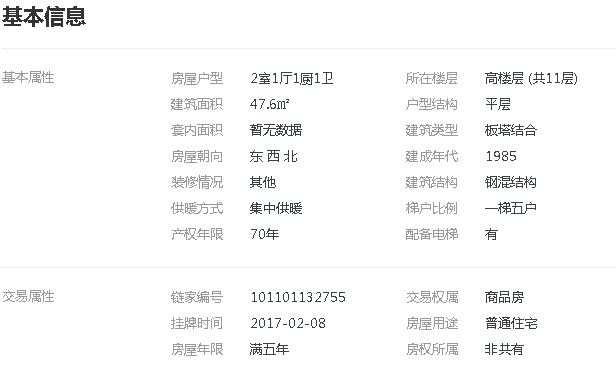 基本信息
基本属性 房屋户型 2室1厅1厨1卫 所在楼层 高楼层 (共11层)
建筑面积 47.6㎡ 户型结构 平层
套内面积 暂无数据 建筑类型 板塔结合
房屋朝向 东 西 北 建成年代 1985
装修情况 其他 建筑结构 钢混结构
供暖方式 集中供暖 梯户比例 一梯五户
产权年限 70年 配备电梯 有
交易属性 链家编号 101101132755 交易权属 商品房
挂牌时间 2017-02-08 房屋用途 普通住宅
房屋年限 满五年 房权所属 非共有